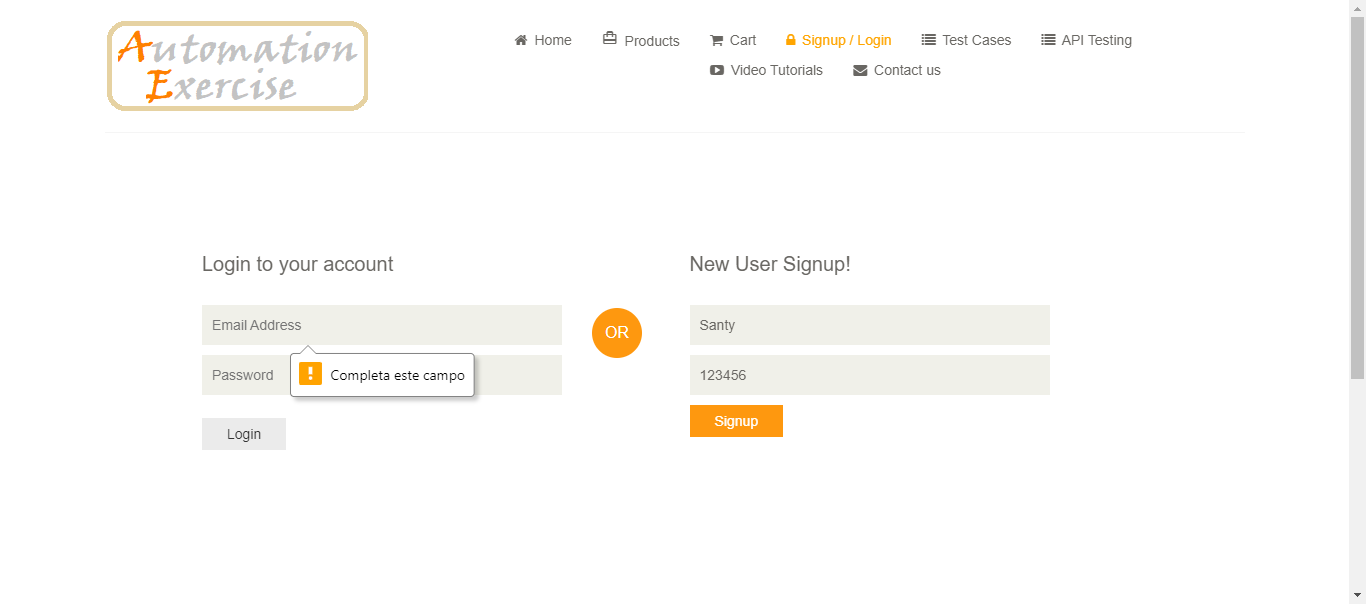 Automation
Exercise
Home
Products
Cart
Signup / Login
Test Cases
API Testing
Video Tutorials
Contact us
Login to your account
Email Address
Password
Completa este campo
Login
OR
New User Signup!
Santy
123456
Signup